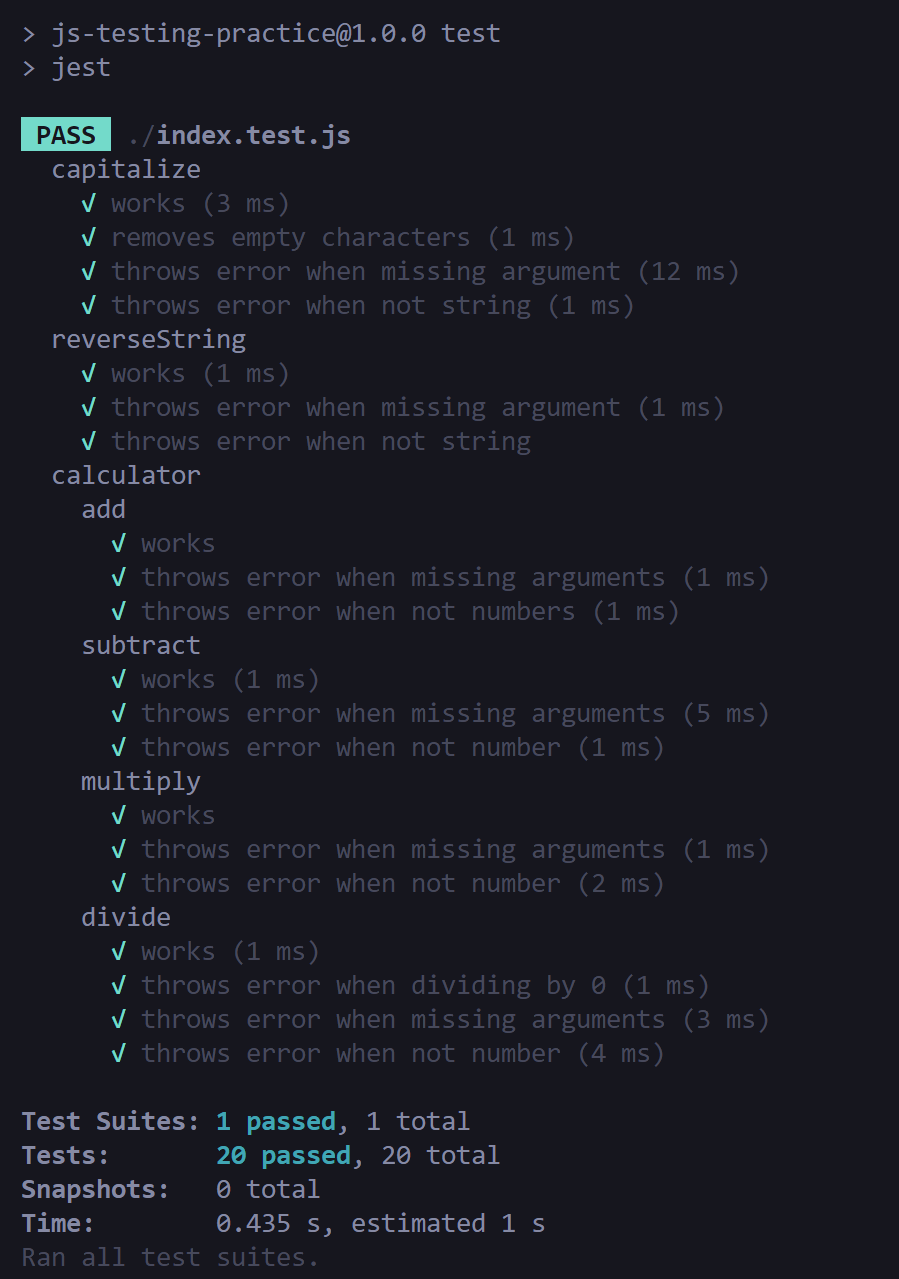 > js-testing-practice@1.0.0 test
> jest
PASS ./index.test.js
capitalize
√ works (3 ms)
√ removes empty characters (1 ms)
√ throws error when missing argument (12 ms)
√ throws error when not string (1 ms)
reverseString
√ works (1 ms)
√ throws error when missing argument (1 ms)
√ throws error when not string
calculator
add
√ works
√ throws error when missing arguments (1 ms)
√ throws error when not numbers (1 ms)
subtract
√ works (1 ms)
√ throws error when missing arguments (5 ms)
√ throws error when not number (1 ms)
multiply
√ works
√ throws error when missing arguments (1 ms)
√ throws error when not number (2 ms)
divide
√ works (1 ms)
√ throws error when dividing by 0 (1 ms)
√ throws error when missing arguments (3 ms)
√ throws error when not number (4 ms)
Test Suites: 1 passed, 1 total
Tests: 20 passed, 20 total
Snapshots: 0 total
Time: 0.435 s, estimated 1 s
Ran all test suites.